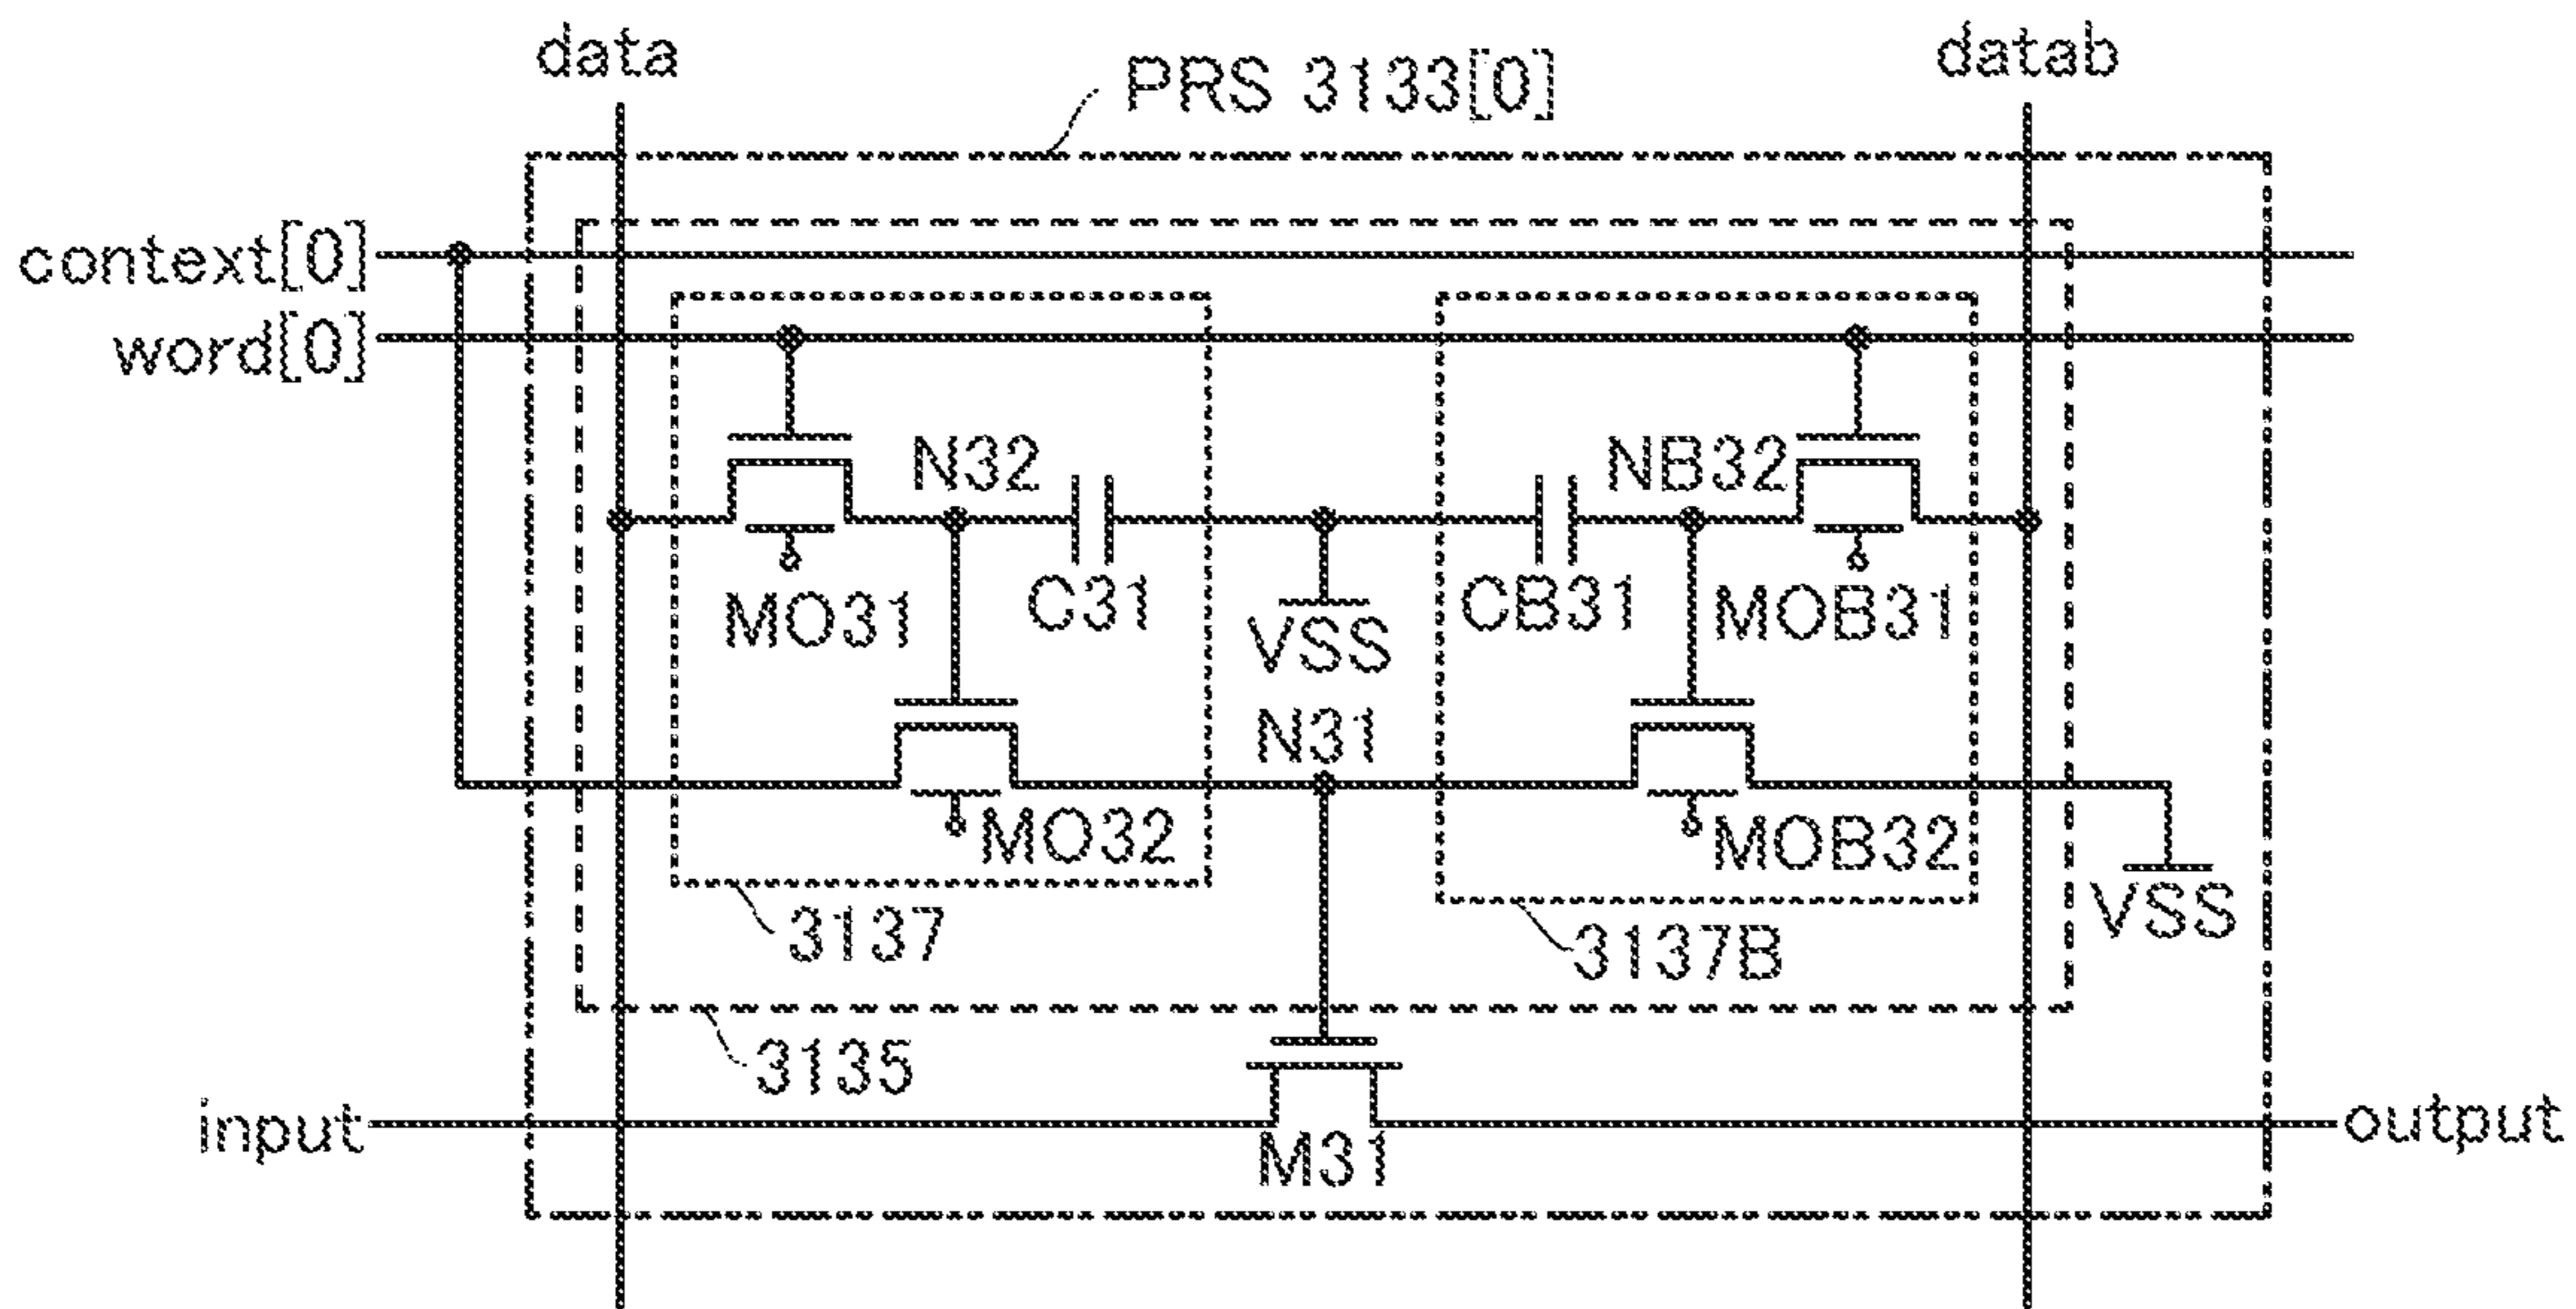 data
datab
PRS 3133[0]
context[0]
word[0]
N32
NB32
MO31
C31
VSS
CB31
MOB31
N31
MO32
MOB32
3137
3137B
VSS
3135
input
M31
output